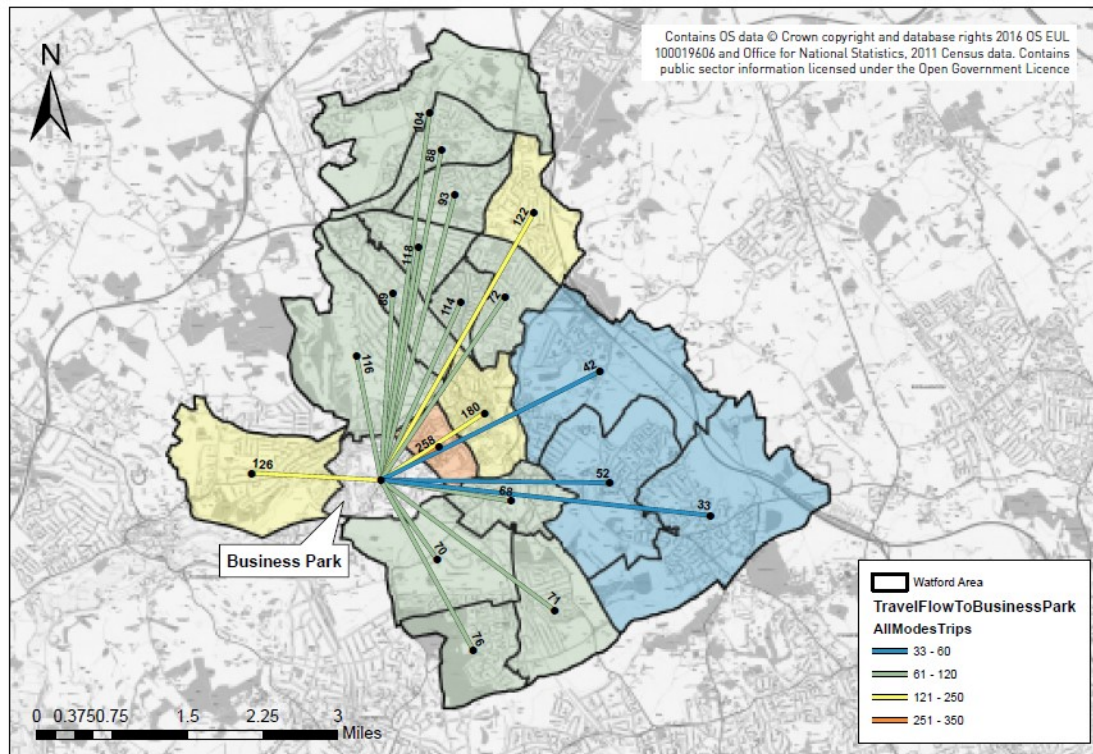 Contains OS data © Crown copyright and database rights 2016 OS EUL
100019606 and Office for National Statistics, 2011 Census data. Contains
public sector information licensed under the Open Government Licence
N
104
88
93
122
118
99
114
72
116
42
180
258
126
52
68
33
Business Park
70
71
76
Watford Area
TravelFlowToBusinessPark
AllModesTrips
33 - 60
61 - 120
121 - 250
251 - 350
0 0.375 0.75 1.5 2.25 3
Miles